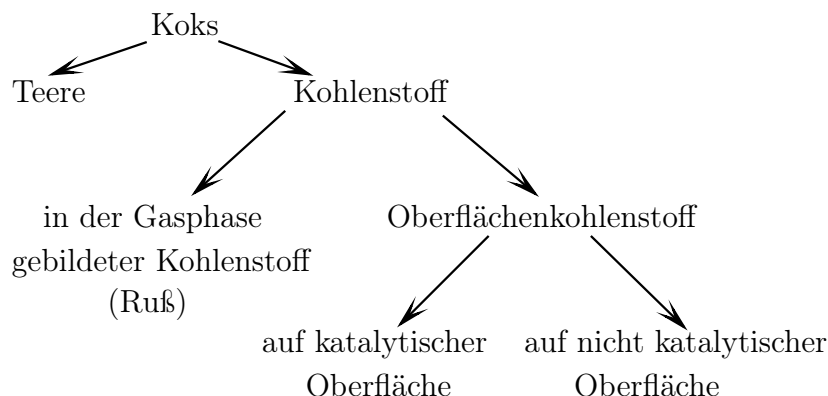 Koks
Teere
Kohlenstoff
in der Gasphase
gebildeter Kohlenstoff
(Ruß)
Oberflächenkohlenstoff
auf katalytischer
Oberfläche
auf nicht katalytischer
Oberfläche